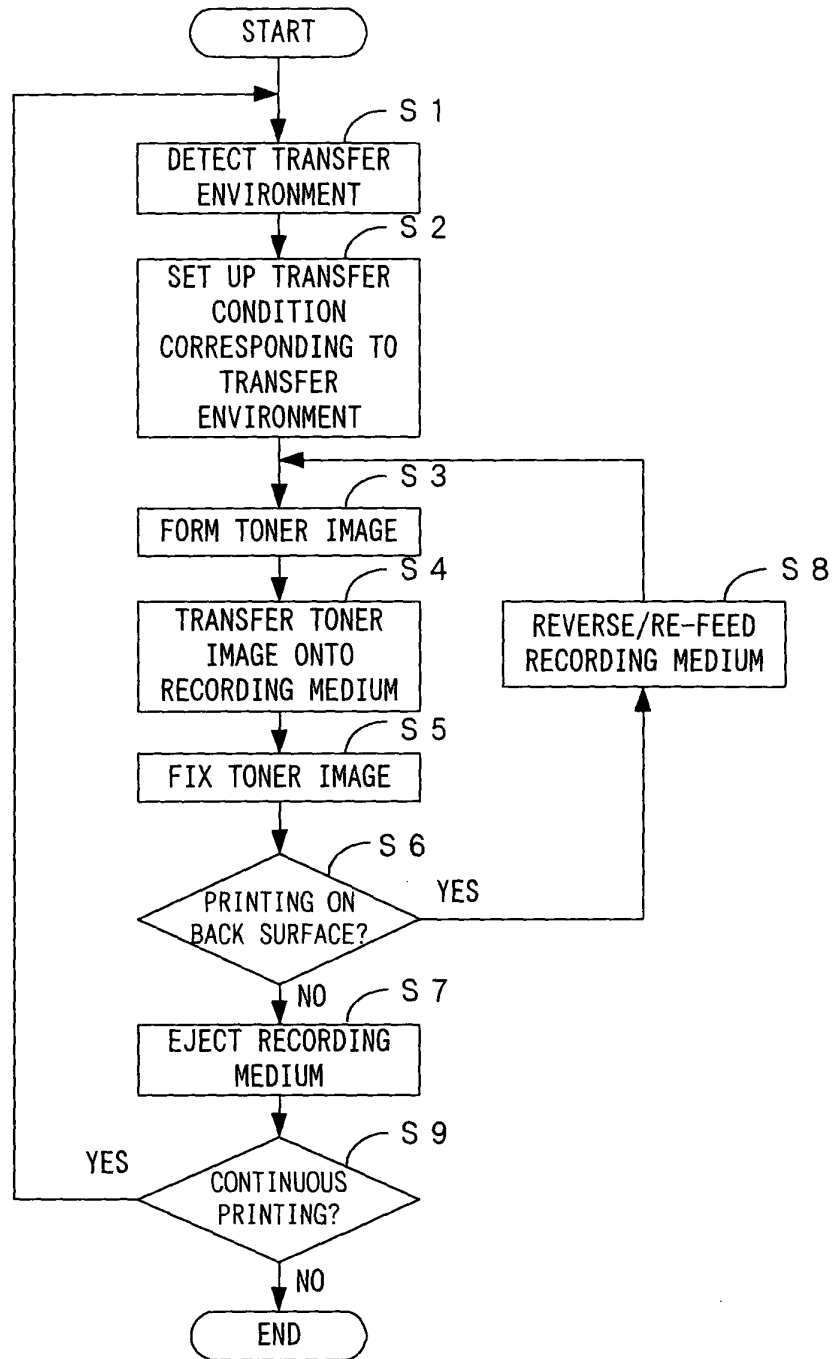 START
S 1
DETECT TRANSFER
ENVIRONMENT
S 2
SET UP TRANSFER
CONDITION
CORRESPONDING TO
TRANSFER
ENVIRONMENT
S 3
FORM TONER IMAGE
S 4
TRANSFER TONER
IMAGE ONTO
RECORDING MEDIUM
S 8
REVERSE/RE-FEED
RECORDING MEDIUM
S 5
FIX TONER IMAGE
S 6
PRINTING ON
BACK SURFACE?
YES
NO
S 7
EJECT RECORDING
MEDIUM
S 9
YES
CONTINUOUS
PRINTING?
NO
END